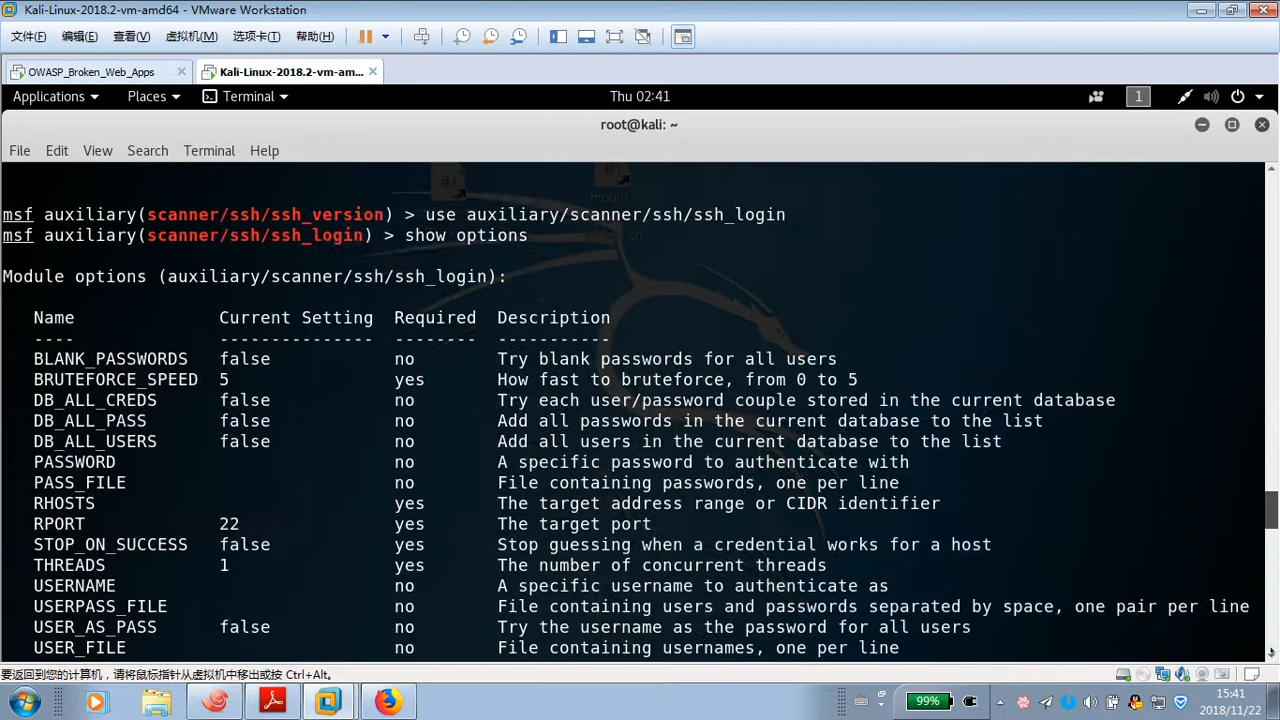 Kali-Linux-2018.2-vm-amd64 - VMware Workstation
文件(F) 编辑(E) 查看(V) 虚拟机(M) 选项卡(T) 帮助(H)
OWASP_Broken_Web_Apps
Kali-Linux-2018.2-vm-am...
Applications Places Terminal Thu 02:41 1
root@kali: ~
File Edit View Search Terminal Help
mount
msf auxiliary(scanner/ssh/ssh_version) > use auxiliary/scanner/ssh/ssh_login
msf auxiliary(scanner/ssh/ssh_login) > show options
Module options (auxiliary/scanner/ssh/ssh_login):
Name Current Setting Required Description
---- --------------- -------- -----------
BLANK_PASSWORDS false no Try blank passwords for all users
BRUTEFORCE_SPEED 5 yes How fast to bruteforce, from 0 to 5
DB_ALL_CREDS false no Try each user/password couple stored in the current database
DB_ALL_PASS false no Add all passwords in the current database to the list
DB_ALL_USERS false no Add all users in the current database to the list
PASSWORD no A specific password to authenticate with
PASS_FILE no File containing passwords, one per line
RHOSTS yes The target address range or CIDR identifier
RPORT 22 yes The target port
STOP_ON_SUCCESS false yes Stop guessing when a credential works for a host
THREADS 1 yes The number of concurrent threads
USERNAME no A specific username to authenticate as
USERPASS_FILE no File containing users and passwords separated by space, one pair per line
USER_AS_PASS false no Try the username as the password for all users
USER_FILE no File containing usernames, one per line
要返回到您的计算机，请将鼠标指针从虚拟机中移出或按 Ctrl+Alt。
99%
15:41
2018/11/22